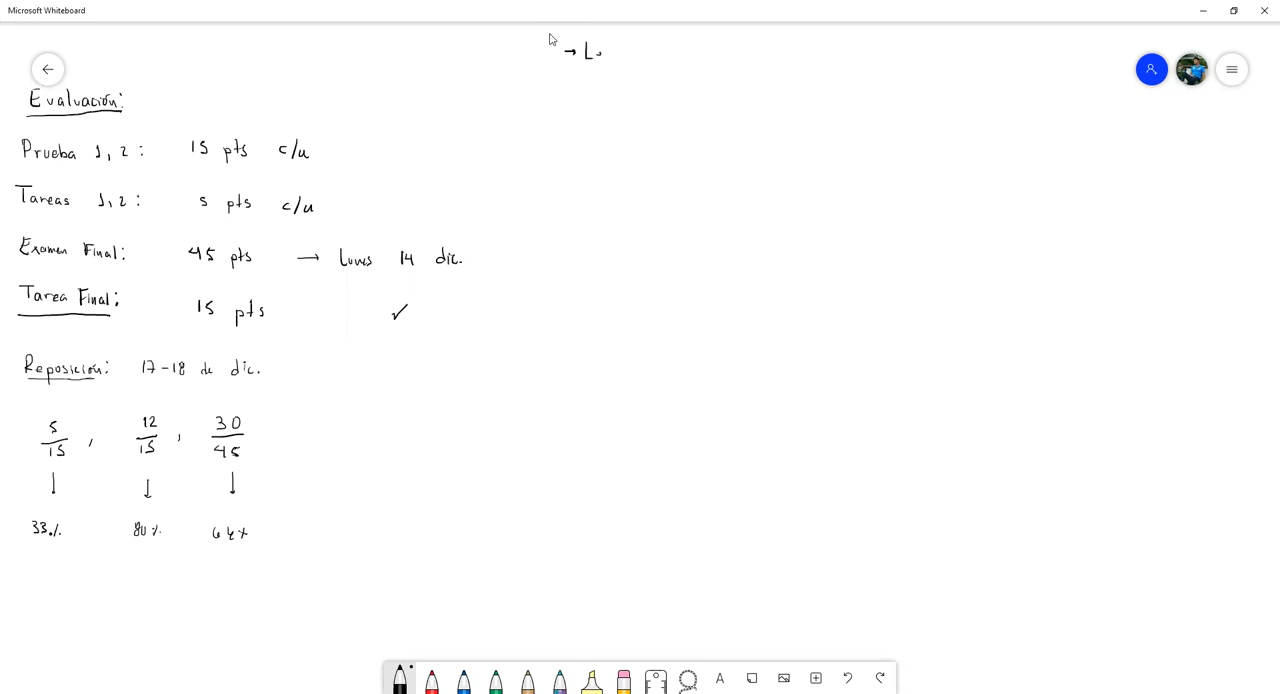 Microsoft Whiteboard
→ L
Evaluación:
Prueba 1, 2: 15 pts c/u
Tareas 1, 2: 5 pts c/u
Examen Final: 45 pts → Lunes 14 dic.
Tarea Final: 15 pts ✓
Reposición: 17-18 de dic.
5/15, 12/15, 30/45
↓ ↓ ↓
33% 80%
A